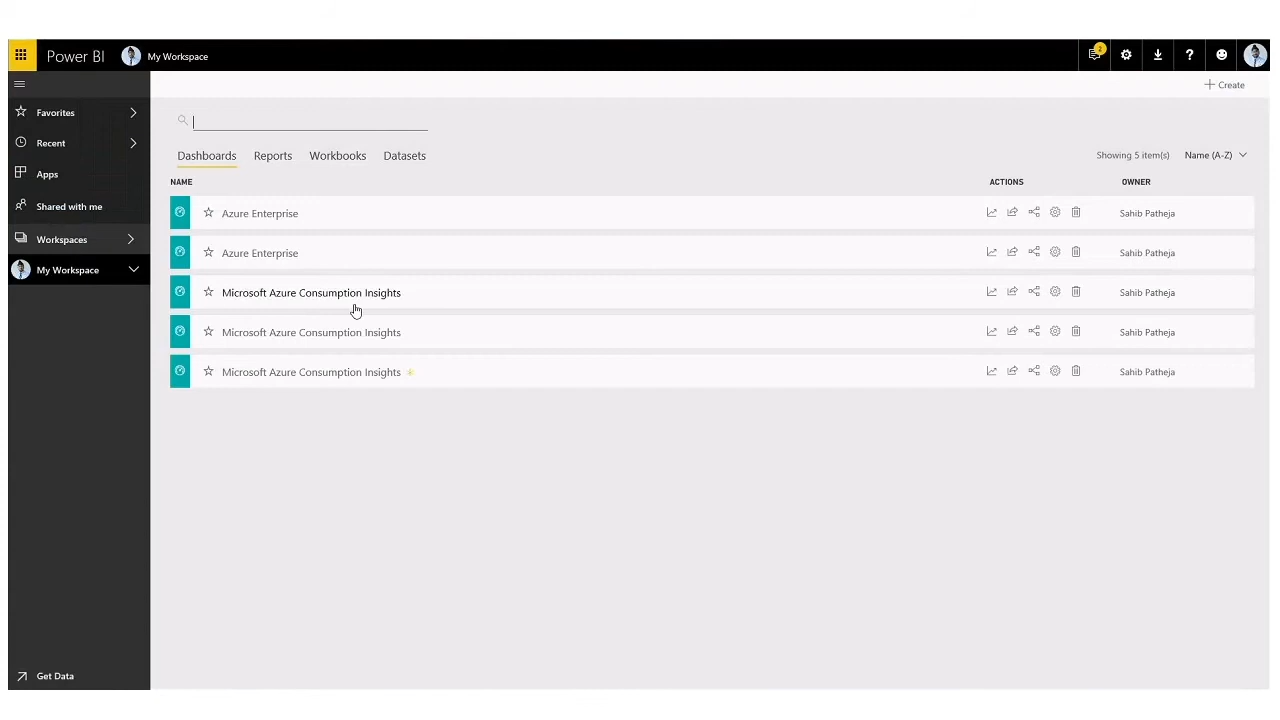 Power BI My Workspace 2
Create
Favorites
Recent
Apps
Shared with me
Workspaces
My Workspace
Get Data
Dashboards Reports Workbooks Datasets Showing 5 item(s) Name (A-Z)
NAME ACTIONS OWNER
Azure Enterprise Sahib Patheja
Azure Enterprise Sahib Patheja
Microsoft Azure Consumption Insights Sahib Patheja
Microsoft Azure Consumption Insights Sahib Patheja
Microsoft Azure Consumption Insights Sahib Patheja